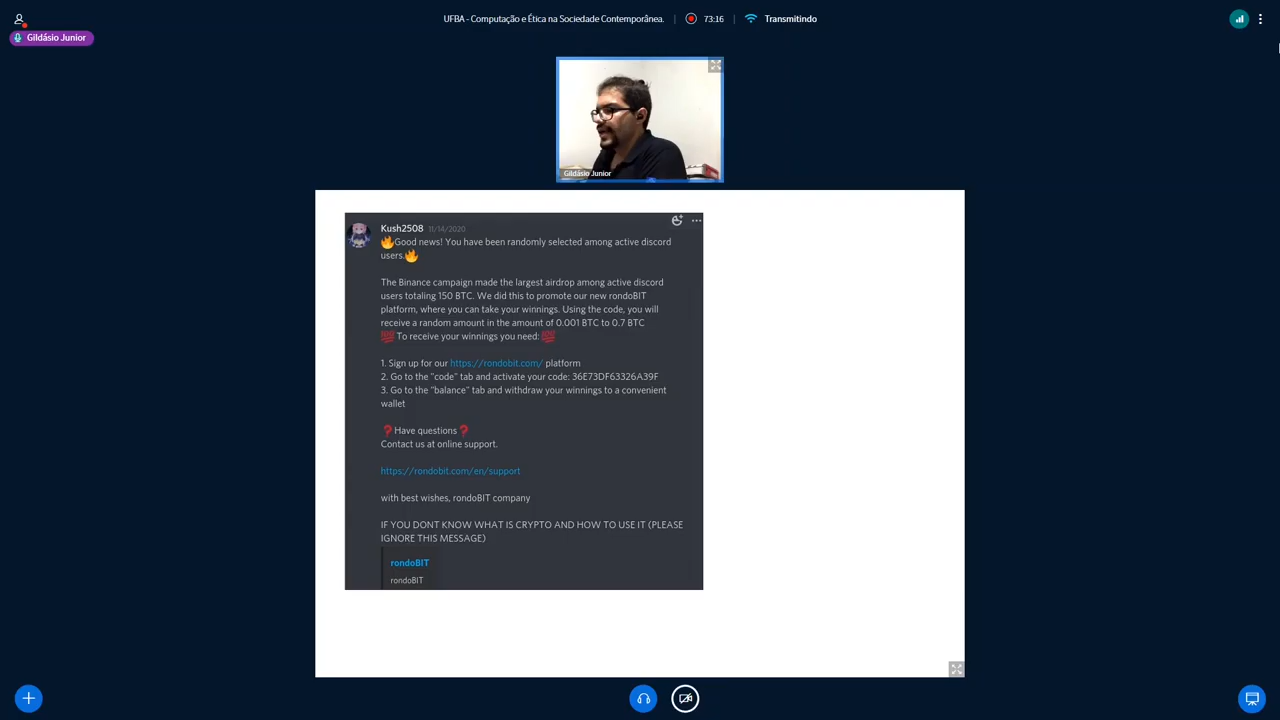 UFBA - Computação e Ética na Sociedade Contemporânea.
73:16
Transmitindo
Gildásio Junior
Gildásio Junior
Kush2508 11/14/2020
🔥Good news! You have been randomly selected among active discord
users.🔥
The Binance campaign made the largest airdrop among active discord
users totaling 150 BTC. We did this to promote our new rondoBIT
platform, where you can take your winnings. Using the code, you will
receive a random amount in the amount of 0.001 BTC to 0.7 BTC
💯 To receive your winnings you need: 💯
1. Sign up for our https://rondobit.com/ platform
2. Go to the "code" tab and activate your code: 36E73DF63326A39F
3. Go to the "balance" tab and withdraw your winnings to a convenient
wallet
❓Have questions❓
Contact us at online support.
https://rondobit.com/en/support
with best wishes, rondoBIT company
IF YOU DONT KNOW WHAT IS CRYPTO AND HOW TO USE IT (PLEASE
IGNORE THIS MESSAGE)
rondoBIT
rondoBIT